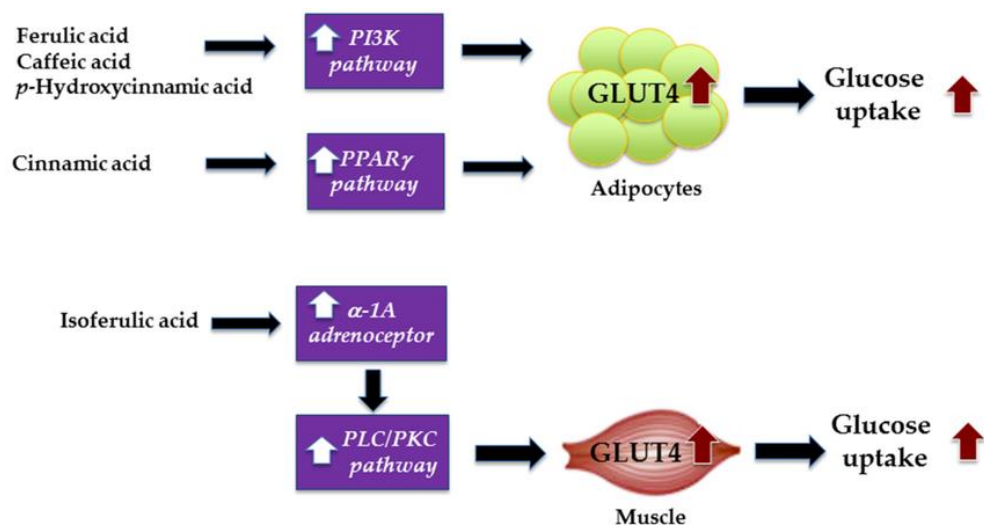 Ferulic acid
Caffeic acid
p-Hydroxycinnamic acid
PI3K
pathway
GLUT4
Glucose
uptake
Cinnamic acid
PPARγ
pathway
Adipocytes
Isoferulic acid
α-1A
adrenoceptor
PLC/PKC
pathway
GLUT4
Glucose
uptake
Muscle